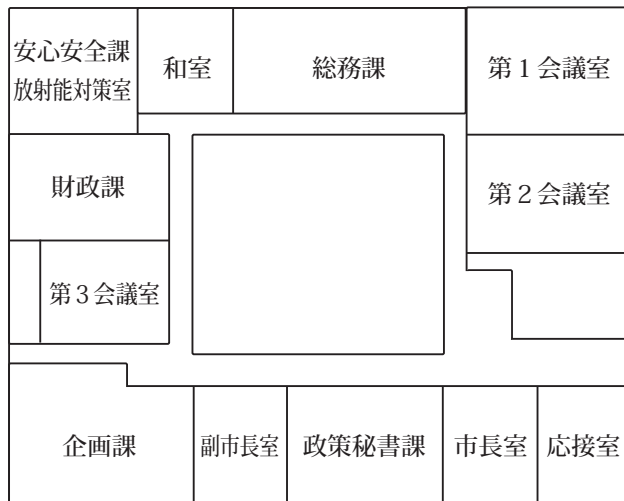 安心安全課
放射能対策室
和室
総務課
第１会議室
財政課
第２会議室
第３会議室
企画課
副市長室
政策秘書課
市長室
応接室